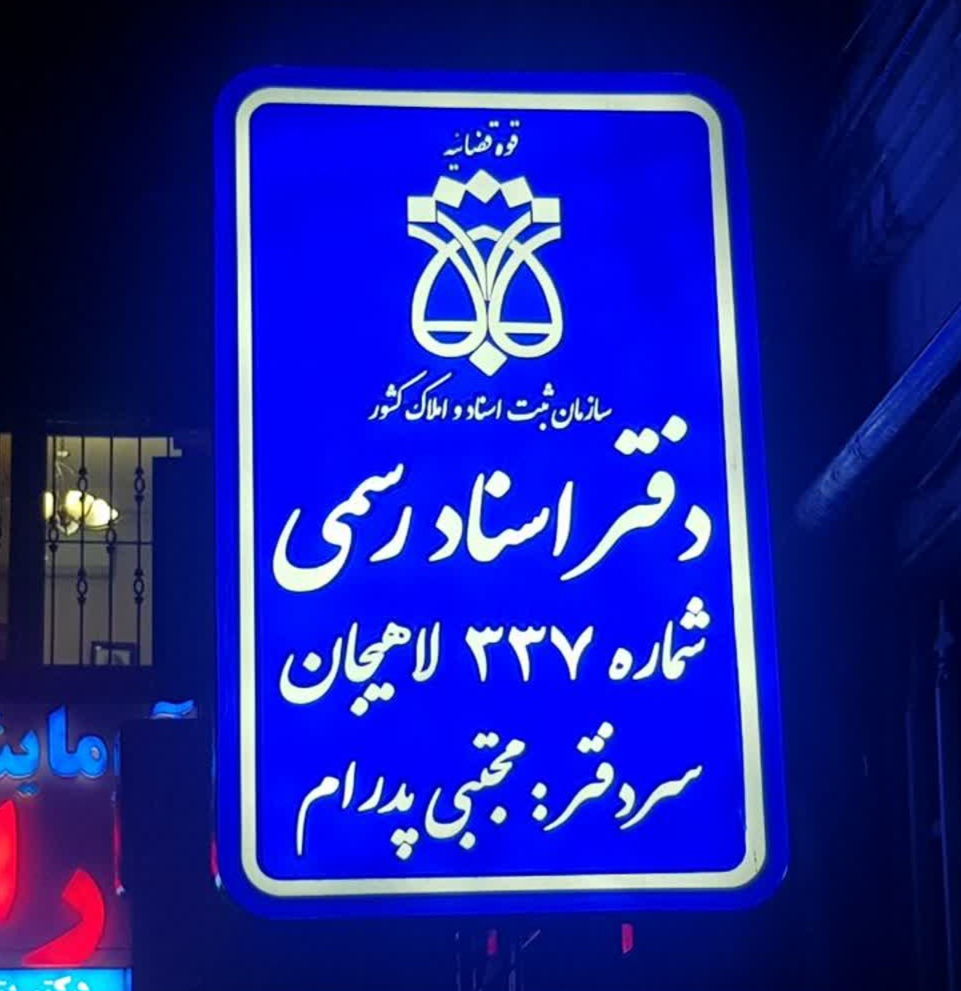 قوه قضائیه
سازمان ثبت اسناد و املاک کشور
دفتر اسناد رسمی
شماره ۳۳۷ لاهیجان
سردفتر: مجتبی پدرام